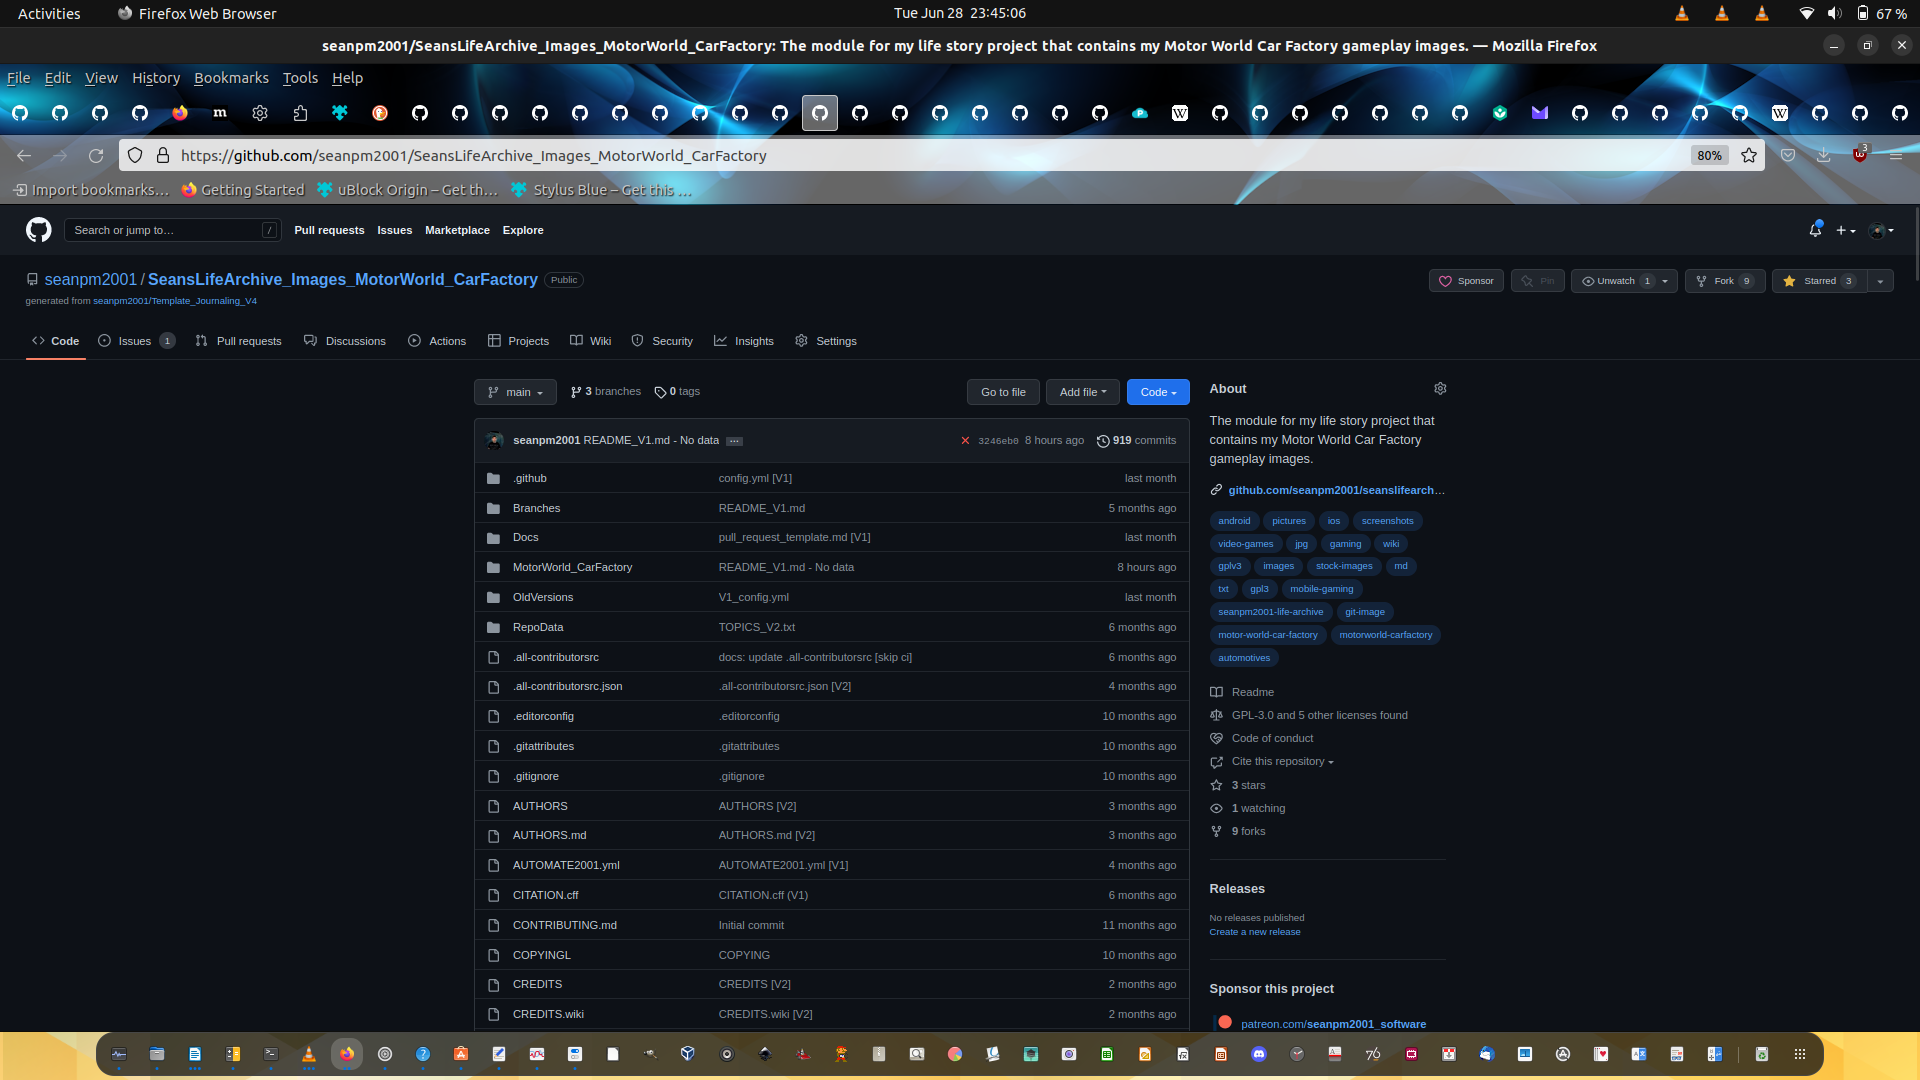 Activities
Firefox Web Browser
Tue Jun 28 23:45:06
67 %
seanpm2001/SeansLifeArchive_Images_MotorWorld_CarFactory: The module for my life story project that contains my Motor World Car Factory gameplay images. — Mozilla Firefox
File Edit View History Bookmarks Tools Help
https://github.com/seanpm2001/SeansLifeArchive_Images_MotorWorld_CarFactory
80%
3
Import bookmarks… Getting Started uBlock Origin – Get th… Stylus Blue – Get this …
Search or jump to… /
Pull requests Issues Marketplace Explore
seanpm2001 / SeansLifeArchive_Images_MotorWorld_CarFactory Public
Sponsor Pin Unwatch 1 Fork 9 Starred 3
generated from seanpm2001/Template_Journaling_V4
Code Issues 1 Pull requests Discussions Actions Projects Wiki Security Insights Settings
main 3 branches 0 tags Go to file Add file Code
seanpm2001 README_V1.md - No data ... 3246eb0 8 hours ago 919 commits
.github config.yml [V1] last month
Branches README_V1.md 5 months ago
Docs pull_request_template.md [V1] last month
MotorWorld_CarFactory README_V1.md - No data 8 hours ago
OldVersions V1_config.yml last month
RepoData TOPICS_V2.txt 6 months ago
.all-contributorsrc docs: update .all-contributorsrc [skip ci] 6 months ago
.all-contributorsrc.json .all-contributorsrc.json [V2] 4 months ago
.editorconfig .editorconfig 10 months ago
.gitattributes .gitattributes 10 months ago
.gitignore .gitignore 10 months ago
AUTHORS AUTHORS [V2] 3 months ago
AUTHORS.md AUTHORS.md [V2] 3 months ago
AUTOMATE2001.yml AUTOMATE2001.yml [V1] 4 months ago
CITATION.cff CITATION.cff (V1) 6 months ago
CONTRIBUTING.md Initial commit 11 months ago
COPYINGL COPYING 10 months ago
CREDITS CREDITS [V2] 2 months ago
CREDITS.wiki CREDITS.wiki [V2] 2 months ago
About
The module for my life story project that
contains my Motor World Car Factory
gameplay images.
github.com/seanpm2001/seanslifearch…
android pictures ios screenshots
video-games jpg gaming wiki
gplv3 images stock-images md
txt gpl3 mobile-gaming
seanpm2001-life-archive git-image
motor-world-car-factory motorworld-carfactory
automotives
Readme
GPL-3.0 and 5 other licenses found
Code of conduct
Cite this repository
3 stars
1 watching
9 forks
Releases
No releases published
Create a new release
Sponsor this project
patreon.com/seanpm2001_software